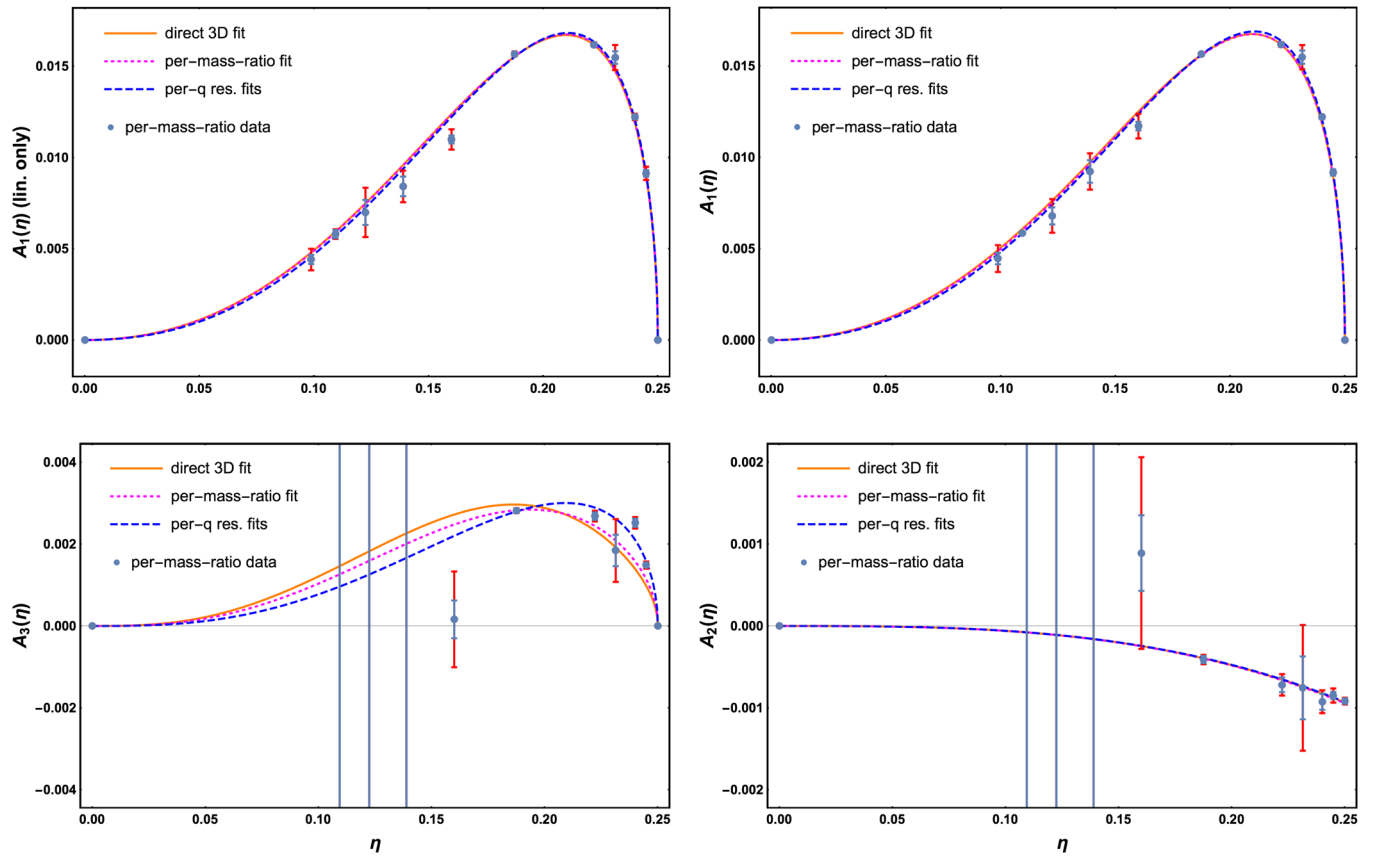 direct 3D fit
per-mass-ratio fit
per-q res. fits
per-mass-ratio data
A1(η) (lin. only)
0.015
0.010
0.005
0.000
0.00 0.05 0.10 0.15 0.20 0.25
direct 3D fit
per-mass-ratio fit
per-q res. fits
per-mass-ratio data
A1(η)
0.015
0.010
0.005
0.000
0.00 0.05 0.10 0.15 0.20 0.25
direct 3D fit
per-mass-ratio fit
per-q res. fits
per-mass-ratio data
A3(η)
0.004
0.002
0.000
-0.002
-0.004
0.00 0.05 0.10 0.15 0.20 0.25
η
direct 3D fit
per-mass-ratio fit
per-q res. fits
per-mass-ratio data
A2(η)
0.002
0.001
0.000
-0.001
-0.002
0.00 0.05 0.10 0.15 0.20 0.25
η